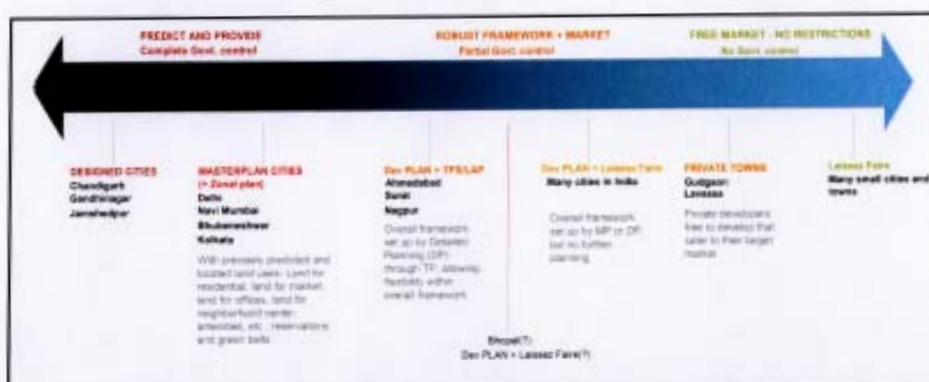 PREDICT AND PROVIDE
Complete Govt. control
ROBUST FRAMEWORK + MARKET
Partial Govt. control
FREE MARKET - NO RESTRICTIONS
No Govt. control
DESIGNED CITIES
Chandigarh
Gandhinagar
Jamshedpur
MASTERPLAN CITIES
(+ Zonal plan)
Delhi
Navi Mumbai
Bhubaneshwar
Kolkata
With precisely predicted and
located land uses- Land for
residential, land for market,
land for offices, land for
neighborhood center,
amenities, etc., reservations
and green belts
Dev PLAN + TPS/LAP
Ahmedabad
Surat
Nagpur
Overall framework
set up by Detailed
Planning (DP)
through TP, allowing
flexibility within
overall framework
Dev PLAN + Laissez Faire
Many cities in India
Overall framework
set up by MP or DP,
but no further
planning
PRIVATE TOWNS
Gudgaon
Lavassa
Private developers
free to develop that
cater to their target
market
Laissez Faire
Many small cities and
towns
Bhopal(?)
Dev PLAN + Laissez Faire(?)